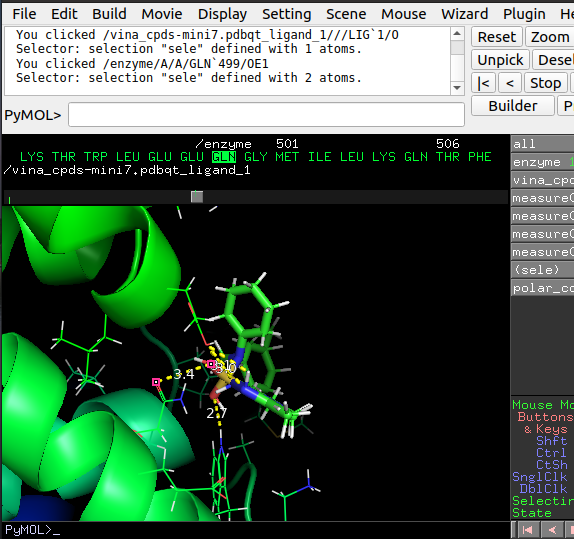 File Edit Build Movie Display Setting Scene Mouse Wizard Plugin He
You clicked /vina_cpds-mini7.pdbqt_ligand_1///LIG`1/O
Selector: selection "sele" defined with 1 atoms.
You clicked /enzyme/A/A/GLN`499/OE1
Selector: selection "sele" defined with 2 atoms.
Reset Zoom
Unpick Desel
|< < Stop
Builder P
PyMOL>
/enzyme 501 506
LYS THR TRP LEU GLU GLU GLN GLY MET ILE LEU LYS GLN THR PHE
/vina_cpds-mini7.pdbqt_ligand_1
all
enzyme 1
vina_cpd
measure0
measure0
measure0
measure0
(sele)
polar_co
3.4
3.0
2.7
Mouse Mo
Buttons
& Keys
Shft
Ctrl
CtSh
SnglClk
DblClk
Selectin
State
PyMOL>_
|◀ ◀